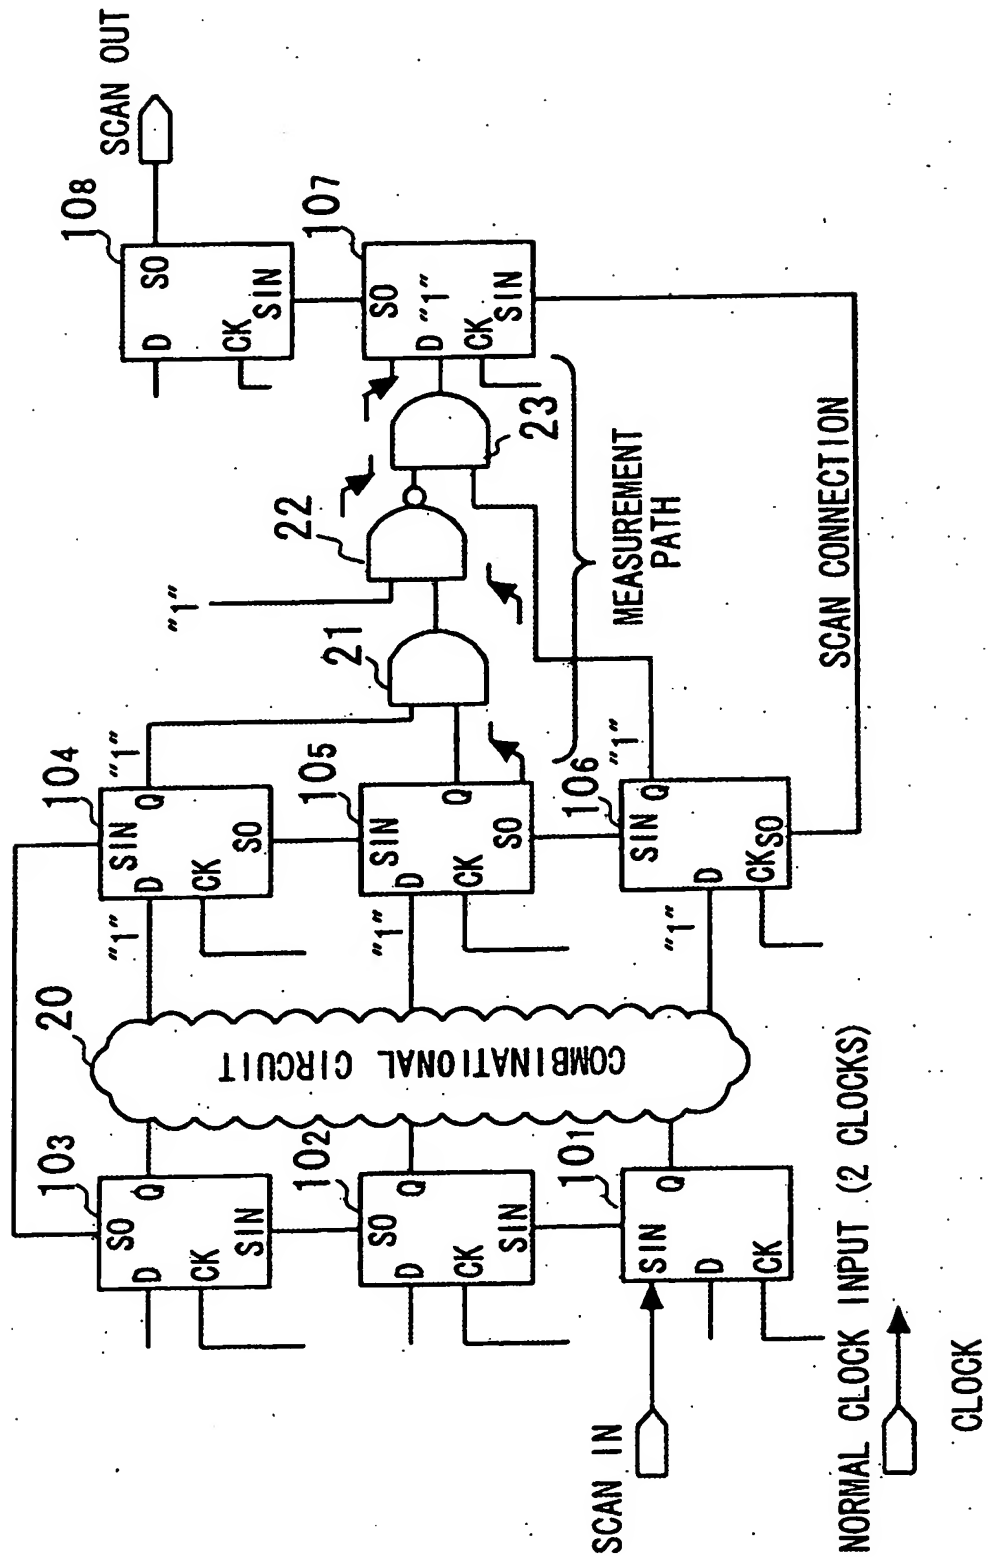 SCAN OUT
108
D
SO
CK
SIN
107
SO
D "1"
CK
SIN
23
22
"1"
21
MEASUREMENT
PATH
SCAN CONNECTION
104
"1"
SIN
Q
D
CK
SO
"1"
105
SIN
Q
D
CK
SO
"1"
106
"1"
SIN
Q
D
CK
SO
"1"
20
COMBINATIONAL CIRCUIT
103
SO
Q
D
CK
SIN
102
SO
Q
D
CK
SIN
101
SIN
Q
D
CK
SCAN IN
NORMAL CLOCK INPUT (2 CLOCKS)
CLOCK